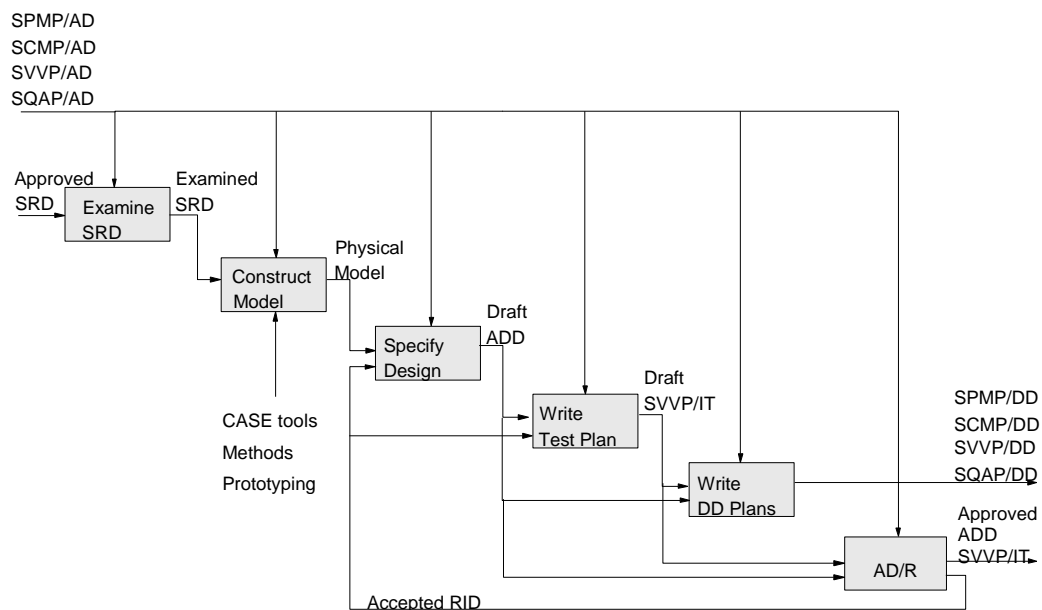 SPMP/AD
SCMP/AD
SVVP/AD
SQAP/AD
Approved
SRD
Examine
SRD
Examined
SRD
Construct
Model
Physical
Model
CASE tools
Methods
Prototyping
Specify
Design
Draft
ADD
Write
Test Plan
Draft
SVVP/IT
Write
DD Plans
SPMP/DD
SCMP/DD
SVVP/DD
SQAP/DD
AD/R
Approved
ADD
SVVP/IT
Accepted RID